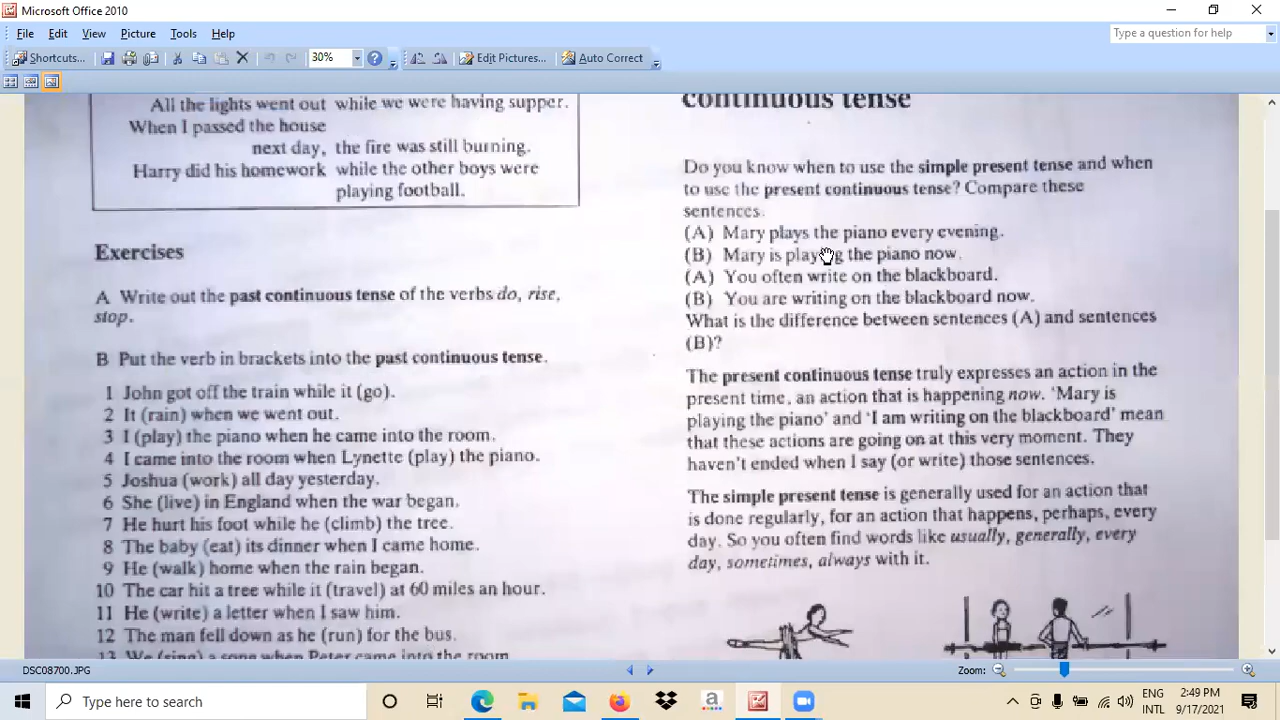 Microsoft Office 2010
File Edit View Picture Tools Help
Type a question for help
Shortcuts...
30%
Edit Pictures...
Auto Correct
All the lights went out while we were having supper.
When I passed the house
next day, the fire was still burning.
Harry did his homework while the other boys were
playing football.
Exercises
A Write out the past continuous tense of the verbs do, rise,
stop.
B Put the verb in brackets into the past continuous tense.
1 John got off the train while it (go).
2 It (rain) when we went out.
3 I (play) the piano when he came into the room.
4 I came into the room when Lynette (play) the piano.
5 Joshua (work) all day yesterday.
6 She (live) in England when the war began.
7 He hurt his foot while he (climb) the tree.
8 The baby (eat) its dinner when I came home.
9 He (walk) home when the rain began.
10 The car hit a tree while it (travel) at 60 miles an hour.
11 He (write) a letter when I saw him.
12 The man fell down as he (run) for the bus.
13 We (sing) a song when Peter came into the room
continuous tense
Do you know when to use the simple present tense and when
to use the present continuous tense? Compare these
sentences.
(A) Mary plays the piano every evening.
(B) Mary is playing the piano now.
(A) You often write on the blackboard.
(B) You are writing on the blackboard now.
What is the difference between sentences (A) and sentences
(B)?
The present continuous tense truly expresses an action in the
present time, an action that is happening now. 'Mary is
playing the piano' and 'I am writing on the blackboard' mean
that these actions are going on at this very moment. They
haven't ended when I say (or write) those sentences.
The simple present tense is generally used for an action that
is done regularly, for an action that happens, perhaps, every
day. So you often find words like usually, generally, every
day, sometimes, always with it.
DSC08700.JPG
Zoom:
Type here to search
ENG
INTL
2:49 PM
9/17/2021